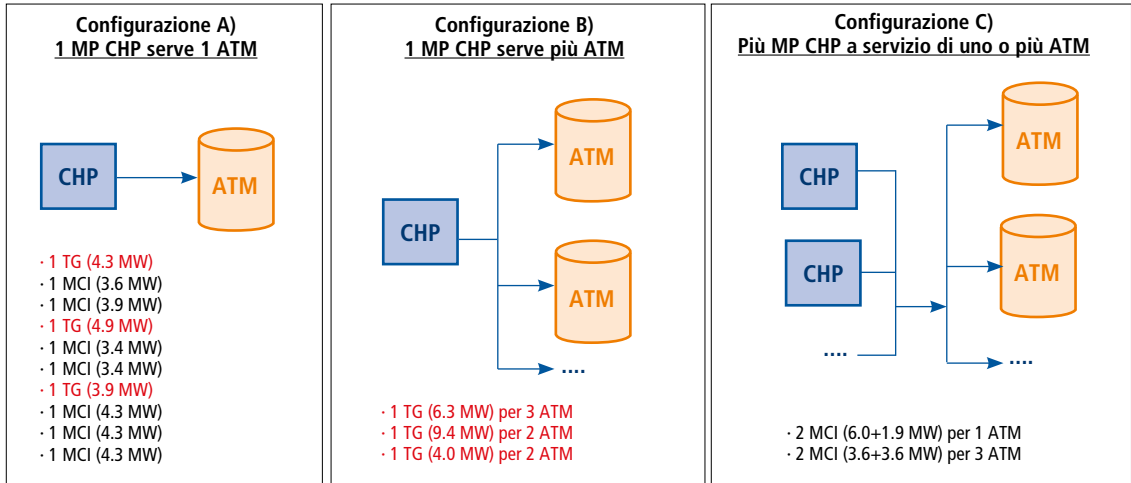 Configurazione A)
1 MP CHP serve 1 ATM
CHP
ATM
· 1 TG (4.3 MW)
· 1 MCI (3.6 MW)
· 1 MCI (3.9 MW)
· 1 TG (4.9 MW)
· 1 MCI (3.4 MW)
· 1 MCI (3.4 MW)
· 1 TG (3.9 MW)
· 1 MCI (4.3 MW)
· 1 MCI (4.3 MW)
· 1 MCI (4.3 MW)
Configurazione B)
1 MP CHP serve più ATM
ATM
CHP
ATM
....
· 1 TG (6.3 MW) per 3 ATM
· 1 TG (9.4 MW) per 2 ATM
· 1 TG (4.0 MW) per 2 ATM
Configurazione C)
Più MP CHP a servizio di uno o più ATM
ATM
CHP
ATM
CHP
....
....
· 2 MCI (6.0+1.9 MW) per 1 ATM
· 2 MCI (3.6+3.6 MW) per 3 ATM